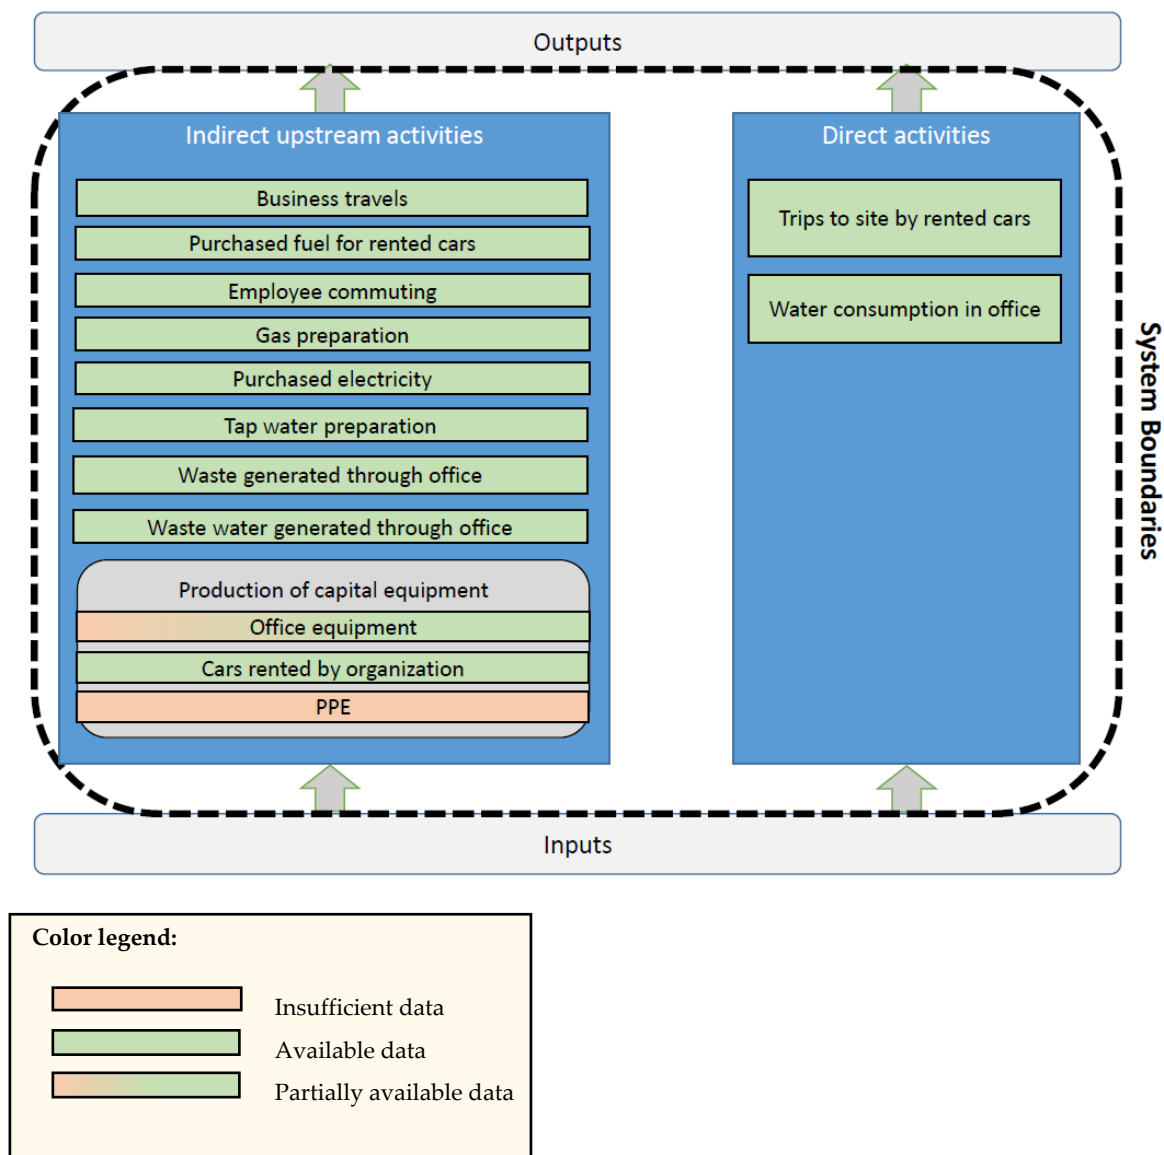 Outputs
Indirect upstream activities
Business travels
Purchased fuel for rented cars
Employee commuting
Gas preparation
Purchased electricity
Tap water preparation
Waste generated through office
Waste water generated through office
Production of capital equipment
Office equipment
Cars rented by organization
PPE
Direct activities
Trips to site by rented cars
Water consumption in office
System Boundaries
Inputs
Color legend:
Insufficient data
Available data
Partially available data